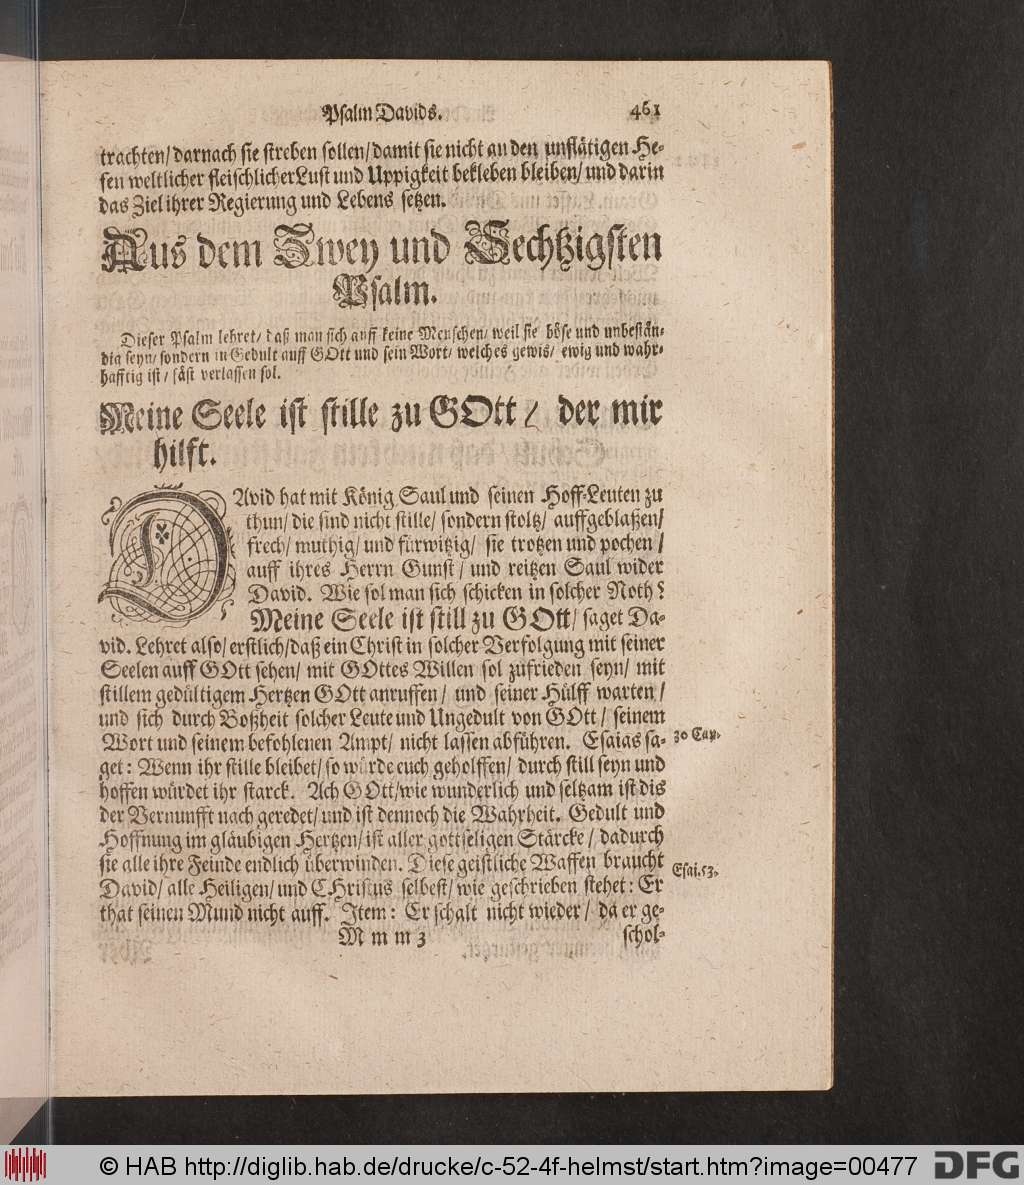 Psalm Davids. 461
trachten/ darnach sie streben sollen/ damit sie nicht an den unflätigen He-
fen weltlicher fleischlicher Lust und Uppigkeit bekleben bleiben/ und darin
das Ziel ihrer Regierung und Lebens setzen.
Aus dem Zwey und Sechtzigsten
Psalm.
Dieser Psalm lehret/ daß man sich auff keine Menschen/ weil sie böse und unbestän-
dig seyn/ sondern in Gedult auff GOtt und sein Wort/ welches gewis/ ewig und wahr-
hafftig ist/ fäst verlassen sol.
Meine Seele ist stille zu GOtt/ der mir
hilft.
DAvid hat mit König Saul und seinen Hoff-Leuten zu
thun/ die sind nicht stille/ sondern stoltz/ auffgeblaßen/
frech/ muthig/ und fürwitzig/ sie trotzen und pochen/
auff ihres Herrn Gunst/ und reitzen Saul wider
David. Wie sol man sich schicken in solcher Noth?
Meine Seele ist still zu GOtt/ saget Da-
vid. Lehret also/ erstlich/ daß ein Christ in solcher Verfolgung mit seiner
Seelen auff GOtt sehen/ mit GOttes Willen sol zufrieden seyn/ mit
stillem gedültigem Hertzen GOtt anruffen/ und seiner Hülff warten/
und sich durch Boßheit solcher Leute und Ungedult von GOtt/ seinem
Wort und seinem befohlenen Ampt/ nicht lassen abführen. Esaias sa- 30 Cap.
get: Wenn ihr stille bleibet/ so würde euch geholffen/ durch still seyn und
hoffen würdet ihr starck. Ach GOtt/ wie wunderlich und seltzam ist dis
der Vernunfft nach geredet/ und ist dennoch die Wahrheit. Gedult und
Hoffnung im gläubigen Hertzen/ ist aller gottseligen Stärcke/ dadurch
sie alle ihre Feinde endlich überwinden. Diese geistliche Waffen braucht
David/ alle Heiligen/ und CHristus selbest/ wie geschrieben stehet: Er Esai. 53.
that seinen Mund nicht auff. Item: Er schalt nicht wieder/ da er ge-
M m m 3 schol-
© HAB http://diglib.hab.de/drucke/c-52-4f-helmst/start.htm?image=00477 DFG